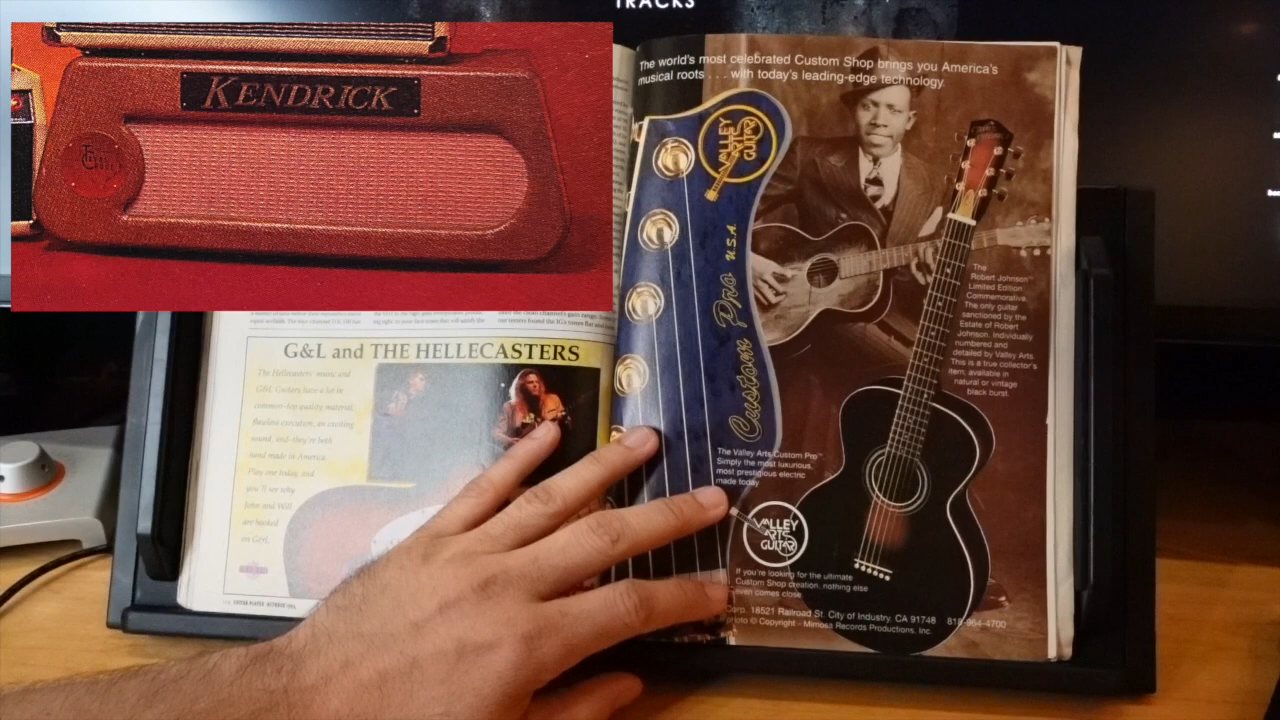 TRACKS
KENDRICK
The world's most celebrated Custom Shop brings you America's
musical roots . . . with today's leading-edge technology.
VALLEY
ARTS
GUITAR
Custom Pro U.S.A.
The
Robert Johnson™
Limited Edition
Commemorative.
The only guitar
sanctioned by the
Estate of Robert
Johnson. Individually
numbered and
detailed by Valley Arts.
This is a true collector's
item; available in
natural or vintage
black burst.
G&L and THE HELLECASTERS
The Hellecasters' music and
G&L Guitars have a lot in
common–top quality material,
flawless execution, an exciting
sound, and–they're both
hand made in America.
Play one today, and
you'll see why
John and Will
are hooked
on G&L.
GUITAR PLAYER OCTOBER
The Valley Arts Custom Pro™
Simply the most luxurious,
most prestigious electric
made today
VALLEY
ARTS
GUITAR
If you're looking for the ultimate
Custom Shop creation, nothing else
even comes close
Corp. 18521 Railroad St. City of Industry, CA 91748 818-964-4700
Photo © Copyright - Mimosa Records Productions, Inc.